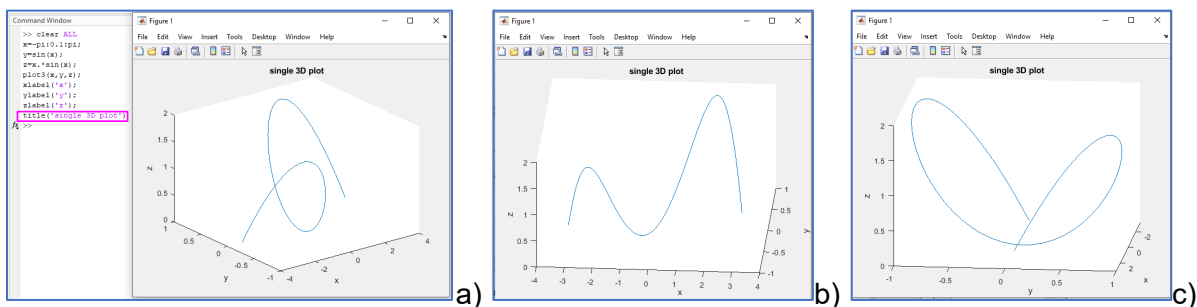 Command Window
>> clear ALL
x=-pi:0.1:pi;
y=sin(x);
z=x.*sin(x);
plot3(x,y,z);
xlabel('x');
ylabel('y');
zlabel('z');
title('single 3D plot')
fx >>
Figure 1
File Edit View Insert Tools Desktop Window Help
single 3D plot
2
1.5
1
0.5
0
z
1
0.5
0
-0.5
-1
y
-4
-2
0
2
4
x
a)
Figure 1
File Edit View Insert Tools Desktop Window Help
single 3D plot
2
1.5
1
0.5
0
z
-4 -3 -2 -1 0 1 2 3 4
x
1
0.5
0
-0.5
-1
y
b)
Figure 1
File Edit View Insert Tools Desktop Window Help
single 3D plot
2
1.5
1
0.5
0
z
-1 -0.5 0 0.5 1
y
-2
0
2
x
c)